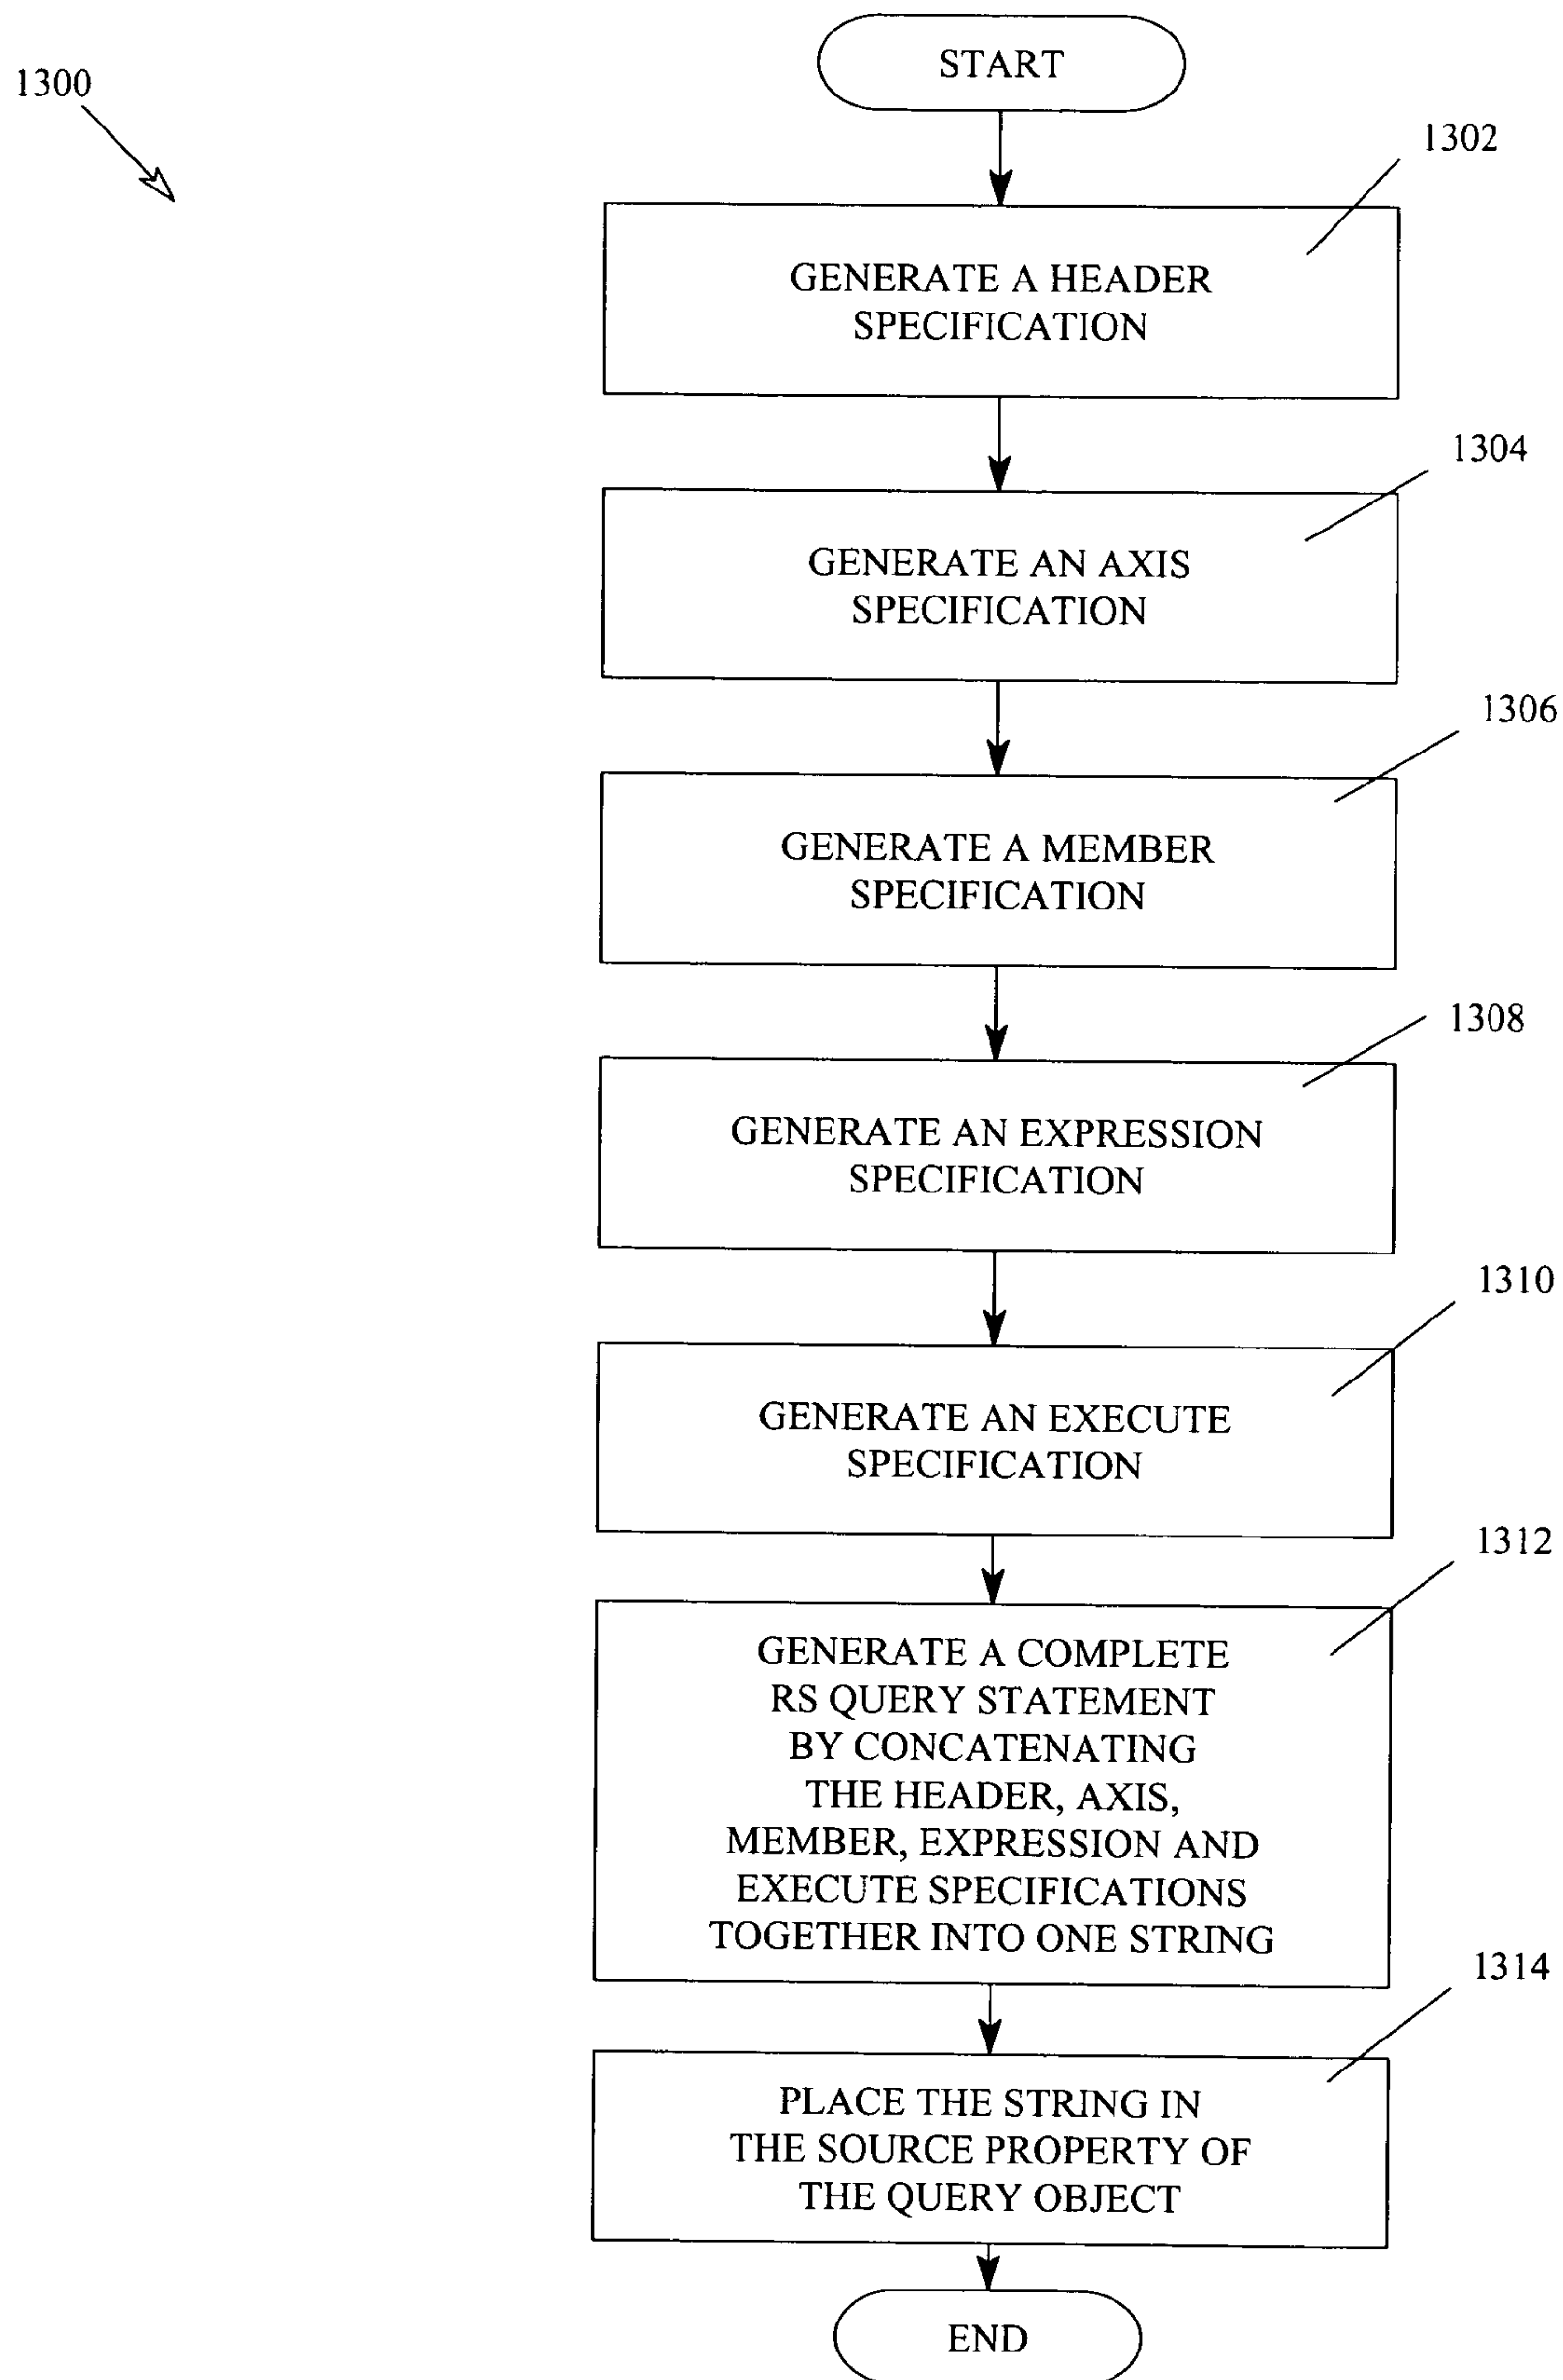 1300
START
1302
GENERATE A HEADER
SPECIFICATION
1304
GENERATE AN AXIS
SPECIFICATION
1306
GENERATE A MEMBER
SPECIFICATION
1308
GENERATE AN EXPRESSION
SPECIFICATION
1310
GENERATE AN EXECUTE
SPECIFICATION
1312
GENERATE A COMPLETE
RS QUERY STATEMENT
BY CONCATENATING
THE HEADER, AXIS,
MEMBER, EXPRESSION AND
EXECUTE SPECIFICATIONS
TOGETHER INTO ONE STRING
1314
PLACE THE STRING IN
THE SOURCE PROPERTY OF
THE QUERY OBJECT
END